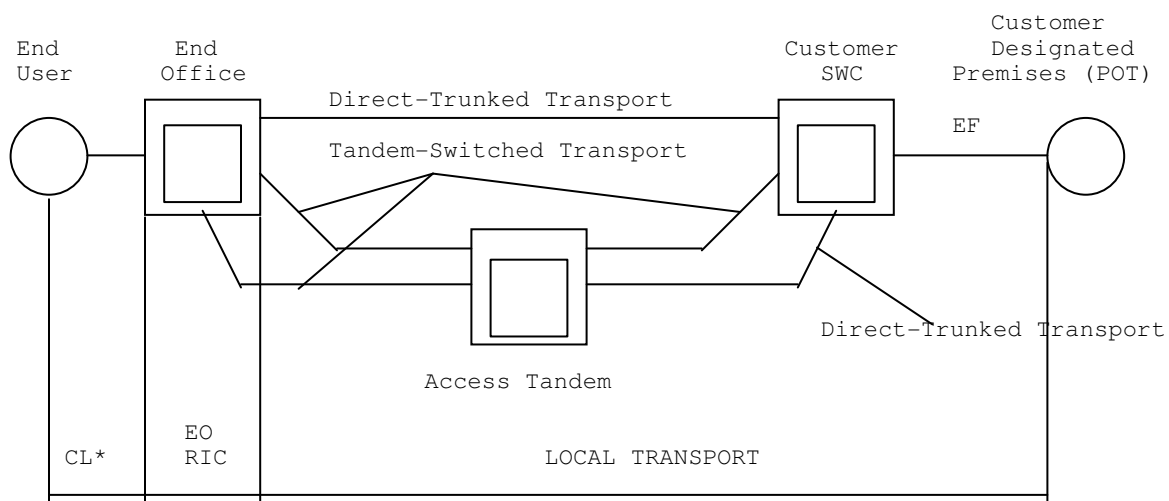 End
User
End
Office
Customer
SWC
Customer
Designated
Premises (POT)
Direct-Trunked Transport
EF
Tandem-Switched Transport
Direct-Trunked Transport
Access Tandem
CL*
EO
RIC
LOCAL TRANSPORT